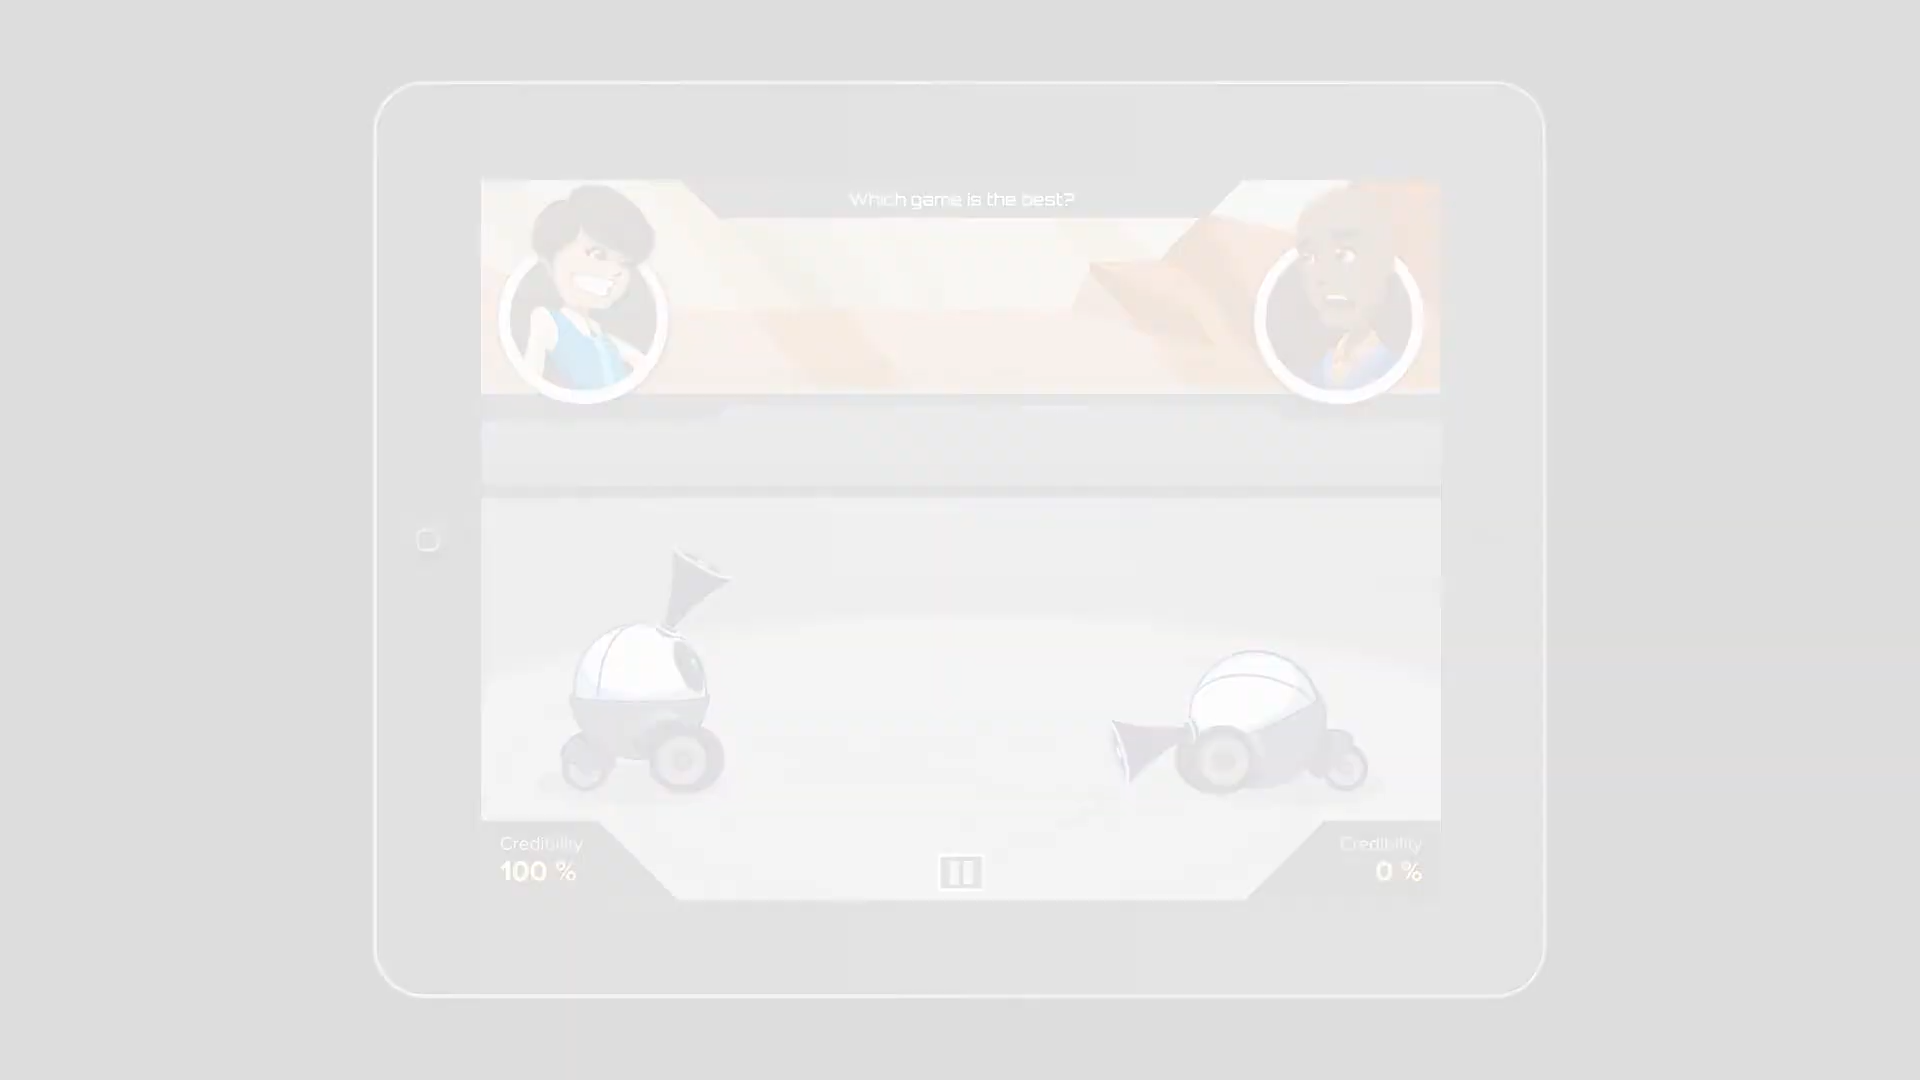 Which game is the best?
Credibility
100 %
Credibility
0 %